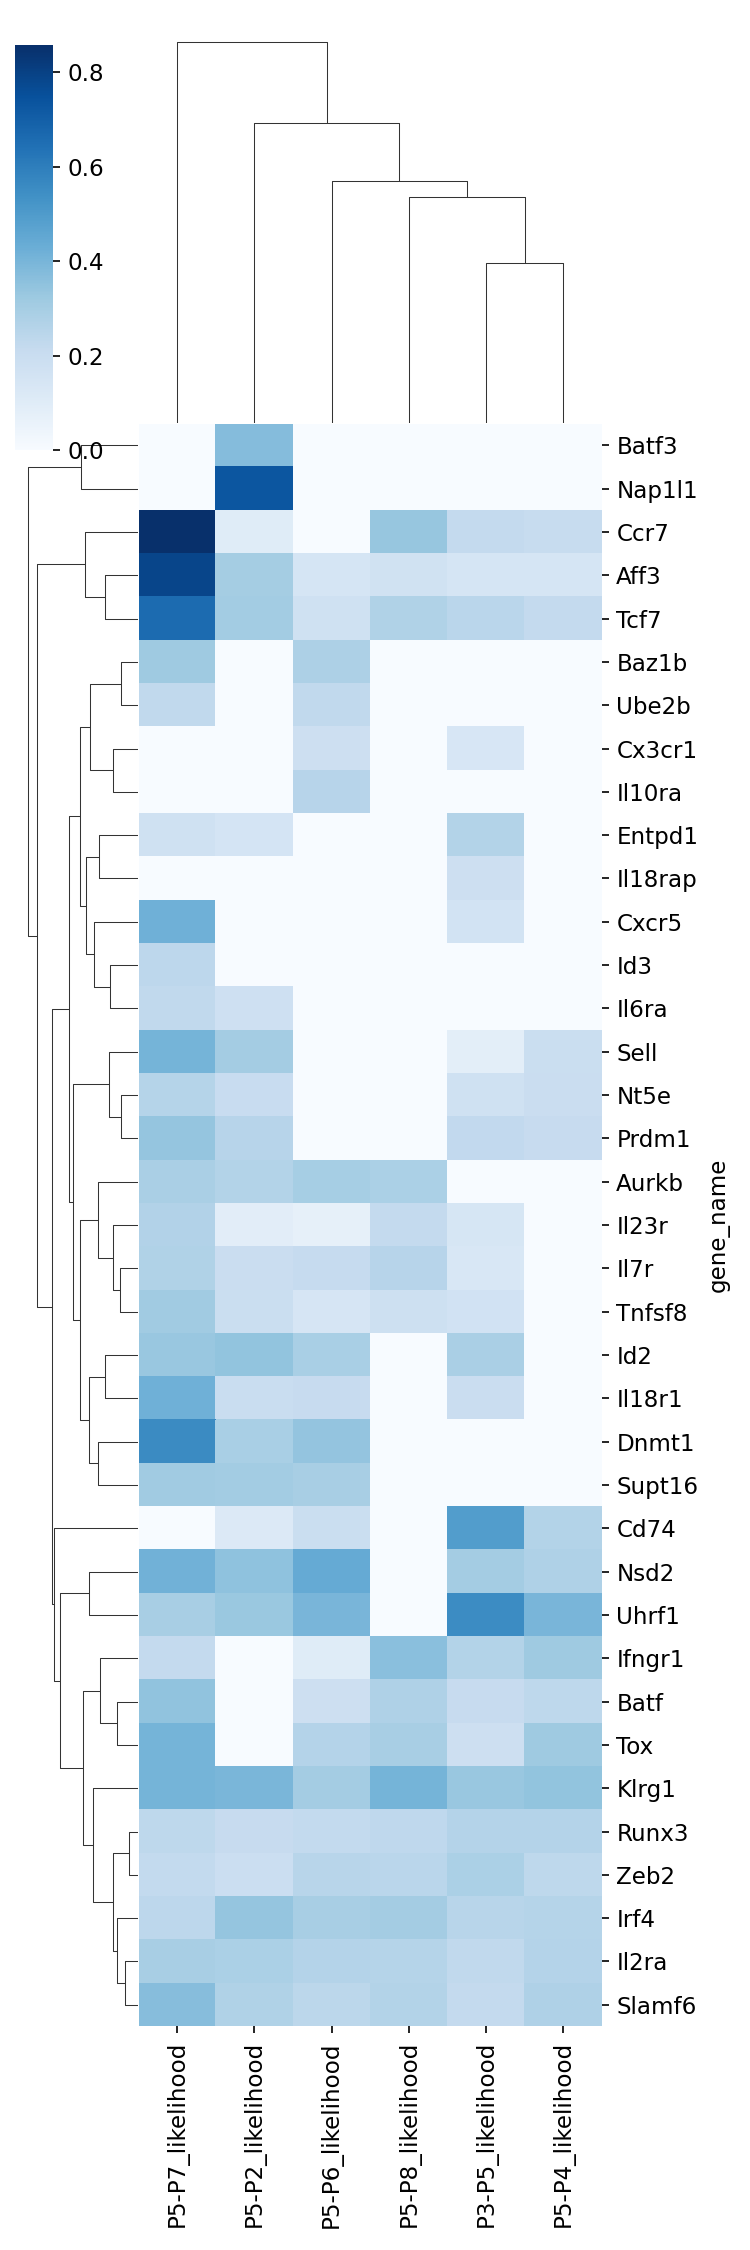 0.8
0.6
0.4
0.2
0.0
Batf3
Nap1l1
Ccr7
Aff3
Tcf7
Baz1b
Ube2b
Cx3cr1
Il10ra
Entpd1
Il18rap
Cxcr5
Id3
Il6ra
Sell
Nt5e
Prdm1
Aurkb
Il23r
Il7r
Tnfsf8
Id2
Il18r1
Dnmt1
Supt16
Cd74
Nsd2
Uhrf1
Ifngr1
Batf
Tox
Klrg1
Runx3
Zeb2
Irf4
Il2ra
Slamf6
gene_name
P5-P7_likelihood
P5-P2_likelihood
P5-P6_likelihood
P5-P8_likelihood
P3-P5_likelihood
P5-P4_likelihood